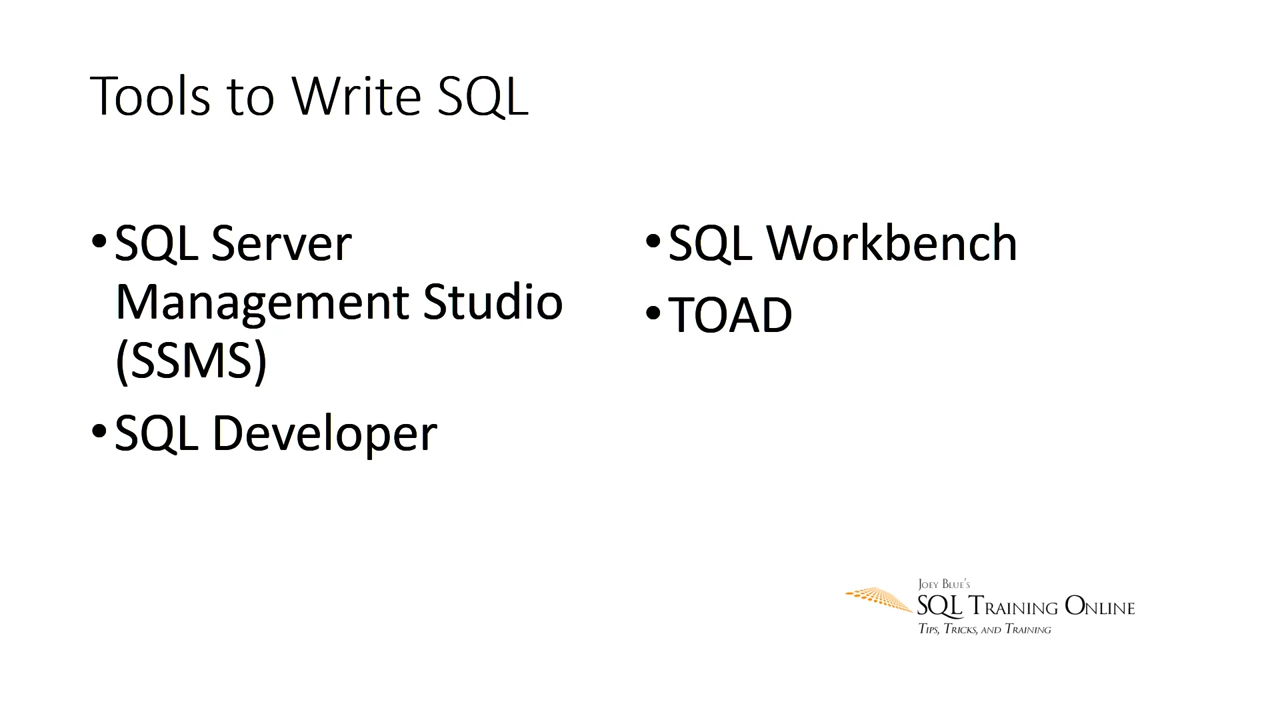 Tools to Write SQL
•SQL Server
Management Studio
(SSMS)
•SQL Developer
•SQL Workbench
•TOAD
Joey Blue's
SQL Training Online
Tips, Tricks, and Training